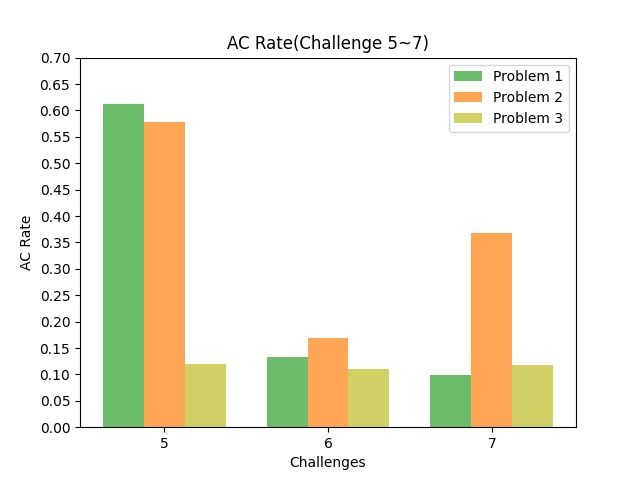 AC Rate(Challenge 5~7)
0.70
0.65
0.60
0.55
0.50
0.45
0.40
0.35
0.30
0.25
0.20
0.15
0.10
0.05
0.00
AC Rate
Problem 1
Problem 2
Problem 3
5 6 7
Challenges